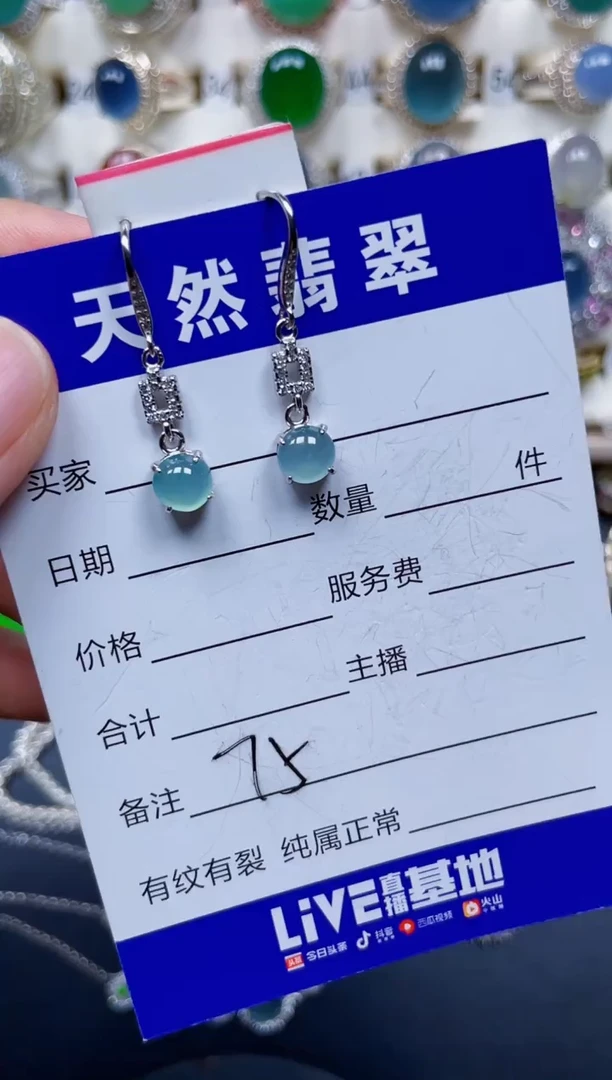 天然翡翠
买家
数量 件
日期
服务费
价格
主播
合计
备注
有纹有裂 纯属正常
LiVE直播基地
头条 今日头条 抖音 西瓜视频 火山